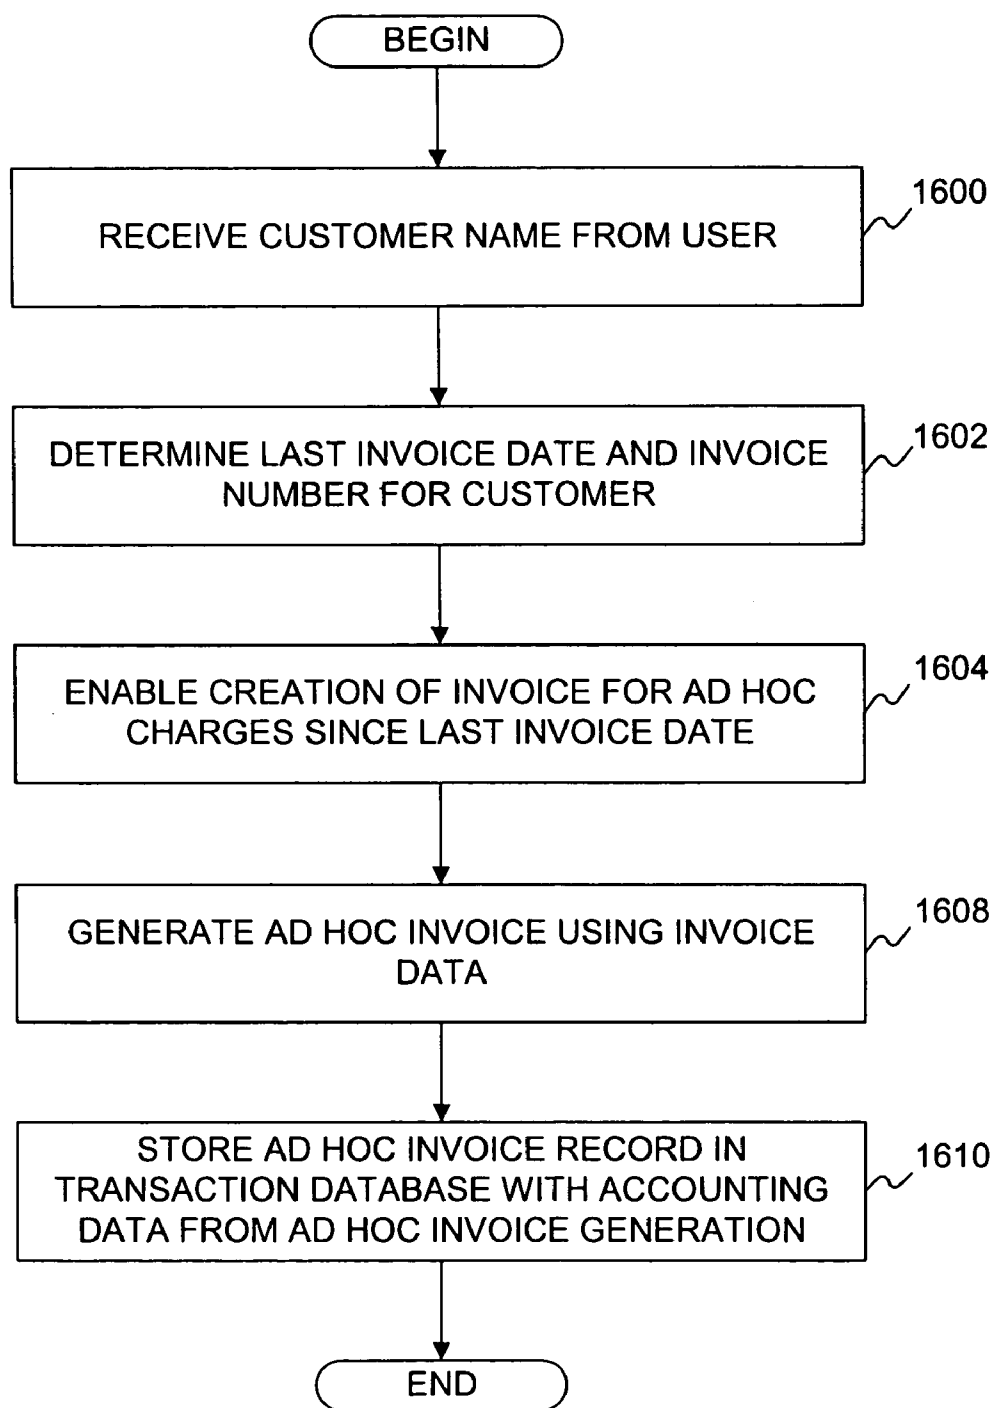 BEGIN
RECEIVE CUSTOMER NAME FROM USER
1600
DETERMINE LAST INVOICE DATE AND INVOICE
NUMBER FOR CUSTOMER
1602
ENABLE CREATION OF INVOICE FOR AD HOC
CHARGES SINCE LAST INVOICE DATE
1604
GENERATE AD HOC INVOICE USING INVOICE
DATA
1608
STORE AD HOC INVOICE RECORD IN
TRANSACTION DATABASE WITH ACCOUNTING
DATA FROM AD HOC INVOICE GENERATION
1610
END